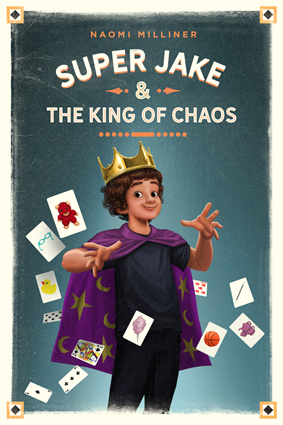 NAOMI MILLINER
SUPER JAKE
&
THE KING OF CHAOS